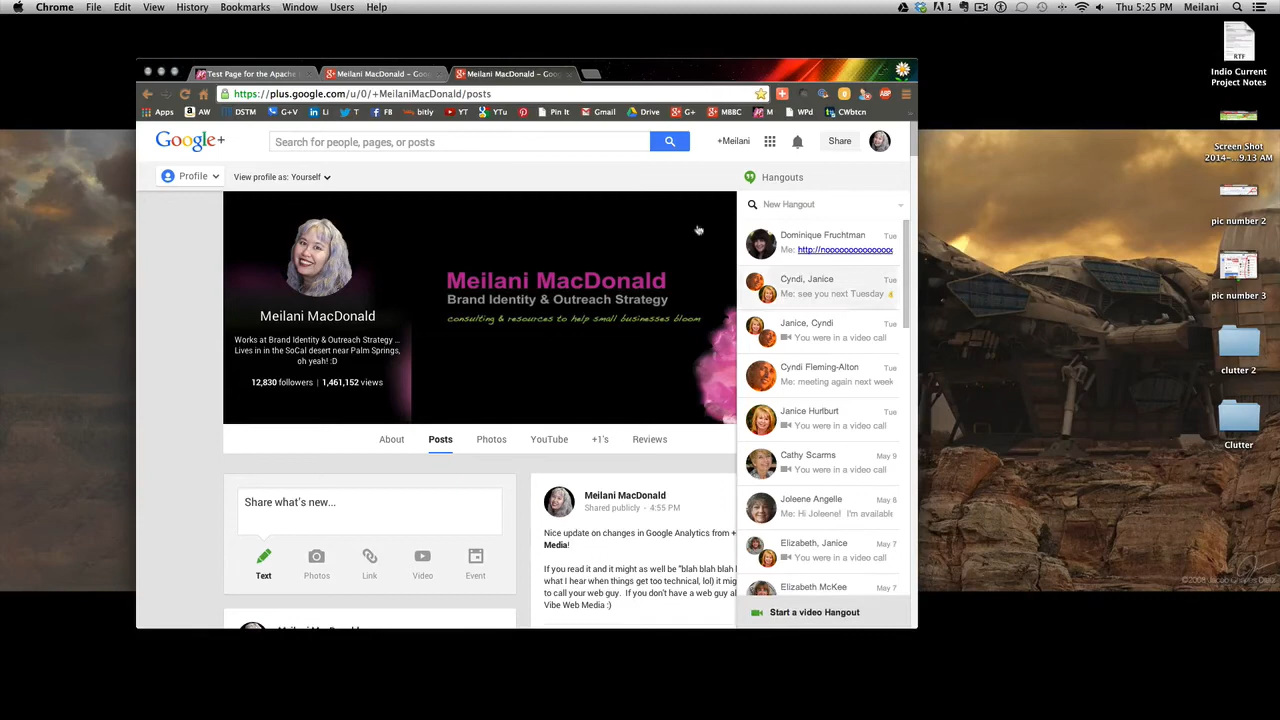 Chrome File Edit View History Bookmarks Window Users Help
1 Thu 5:25 PM Meilani
Test Page for the Apache
Meilani MacDonald - Goo
Meilani MacDonald - Goo
https://plus.google.com/u/0/+MeilaniMacDonald/posts
Apps AW DSTM G+V Li T FB bitly YT YTu Pin It Gmail Drive G+ MBBC M WPd CWbtcn
Google+
Search for people, pages, or posts
+Meilani
Share
Profile
View profile as: Yourself
Meilani MacDonald
Works at Brand Identity & Outreach Strategy ...
Lives in in the SoCal desert near Palm Springs,
oh yeah! :D
12,830 followers | 1,461,152 views
Meilani MacDonald
Brand Identity & Outreach Strategy
consulting & resources to help small businesses bloom
About Posts Photos YouTube +1's Reviews
Share what's new...
Text Photos Link Video Event
Meilani MacDonald
Meilani MacDonald
Shared publicly - 4:55 PM
Nice update on changes in Google Analytics from +
Media!
If you read it and it might as well be "blah blah blah
what I hear when things get too technical, lol) it mig
to call your web guy. If you don't have a web guy al
Vibe Web Media :)
Hangouts
New Hangout
Dominique Fruchtman Tue
Me: http://nooooooooooooooxx
Cyndi, Janice Tue
Me: see you next Tuesday
Janice, Cyndi Tue
You were in a video call
Cyndi Fleming-Alton Tue
Me: meeting again next week
Janice Hurlburt Tue
You were in a video call
Cathy Scarms May 9
You were in a video call
Joleene Angelle May 8
Me: Hi Joleene! I'm available
Elizabeth, Janice May 7
You were in a video call
Elizabeth McKee May 7
Start a video Hangout
RTF
Indio Current
Project Notes
Screen Shot
2014-...9.13 AM
pic number 2
pic number 3
clutter 2
Clutter